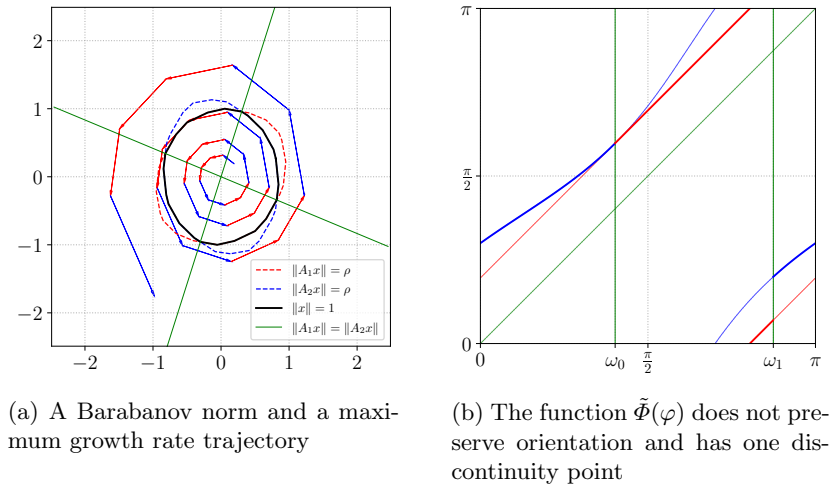 2
1
0
−1
−2
−2
−1
0
1
2
‖A₁x‖ = ρ
‖A₂x‖ = ρ
‖x‖ = 1
‖A₁x‖ = ‖A₂x‖
(a) A Barabanov norm and a maxi-
mum growth rate trajectory
π
π/2
0
0
ω₀
π/2
ω₁
π
(b) The function Φ̃(φ) does not pre-
serve orientation and has one dis-
continuity point